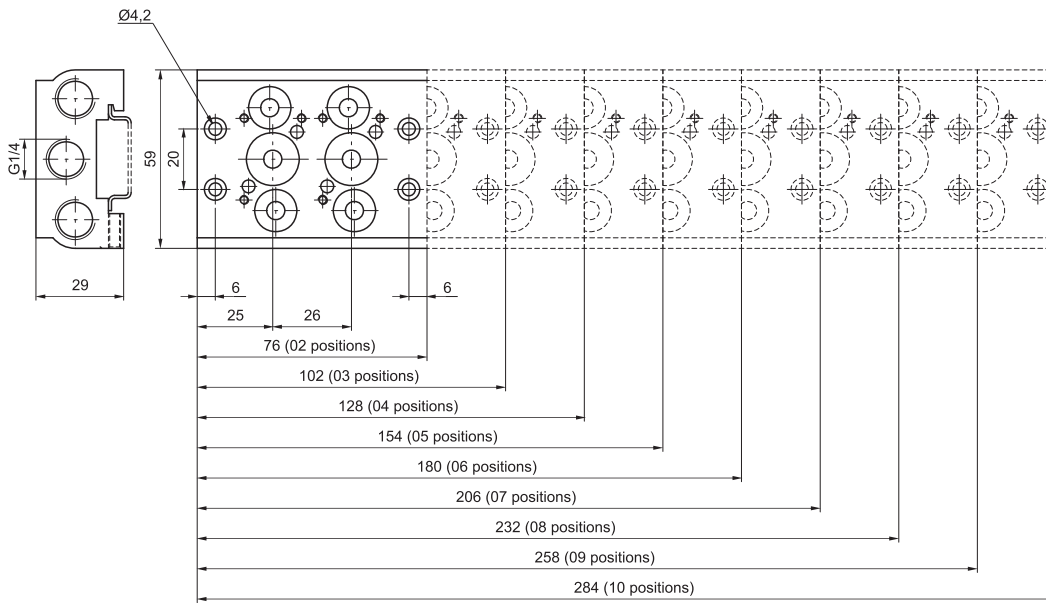 Ø4,2
G1/4
59
20
29
6
6
25
26
76 (02 positions)
102 (03 positions)
128 (04 positions)
154 (05 positions)
180 (06 positions)
206 (07 positions)
232 (08 positions)
258 (09 positions)
284 (10 positions)